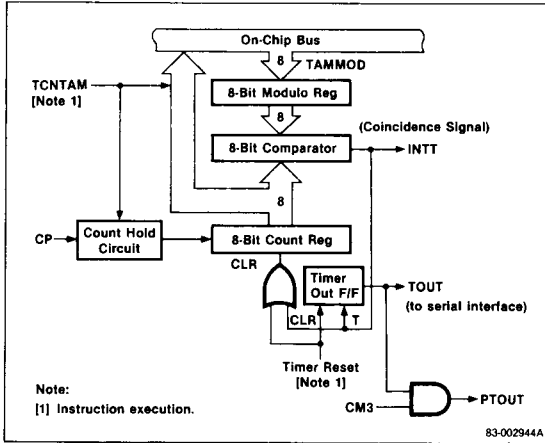 On-Chip Bus
8
TAMMOD
TCNTAM
[Note 1]
8-Bit Modulo Reg
8
(Coincidence Signal)
8-Bit Comparator
INTT
8
CP
Count Hold
Circuit
8-Bit Count Reg
CLR
Timer
Out F/F
TOUT
(to serial interface)
CLR
T
Timer Reset
[Note 1]
Note:
[1] Instruction execution.
CM3
PTOUT
83-002944A